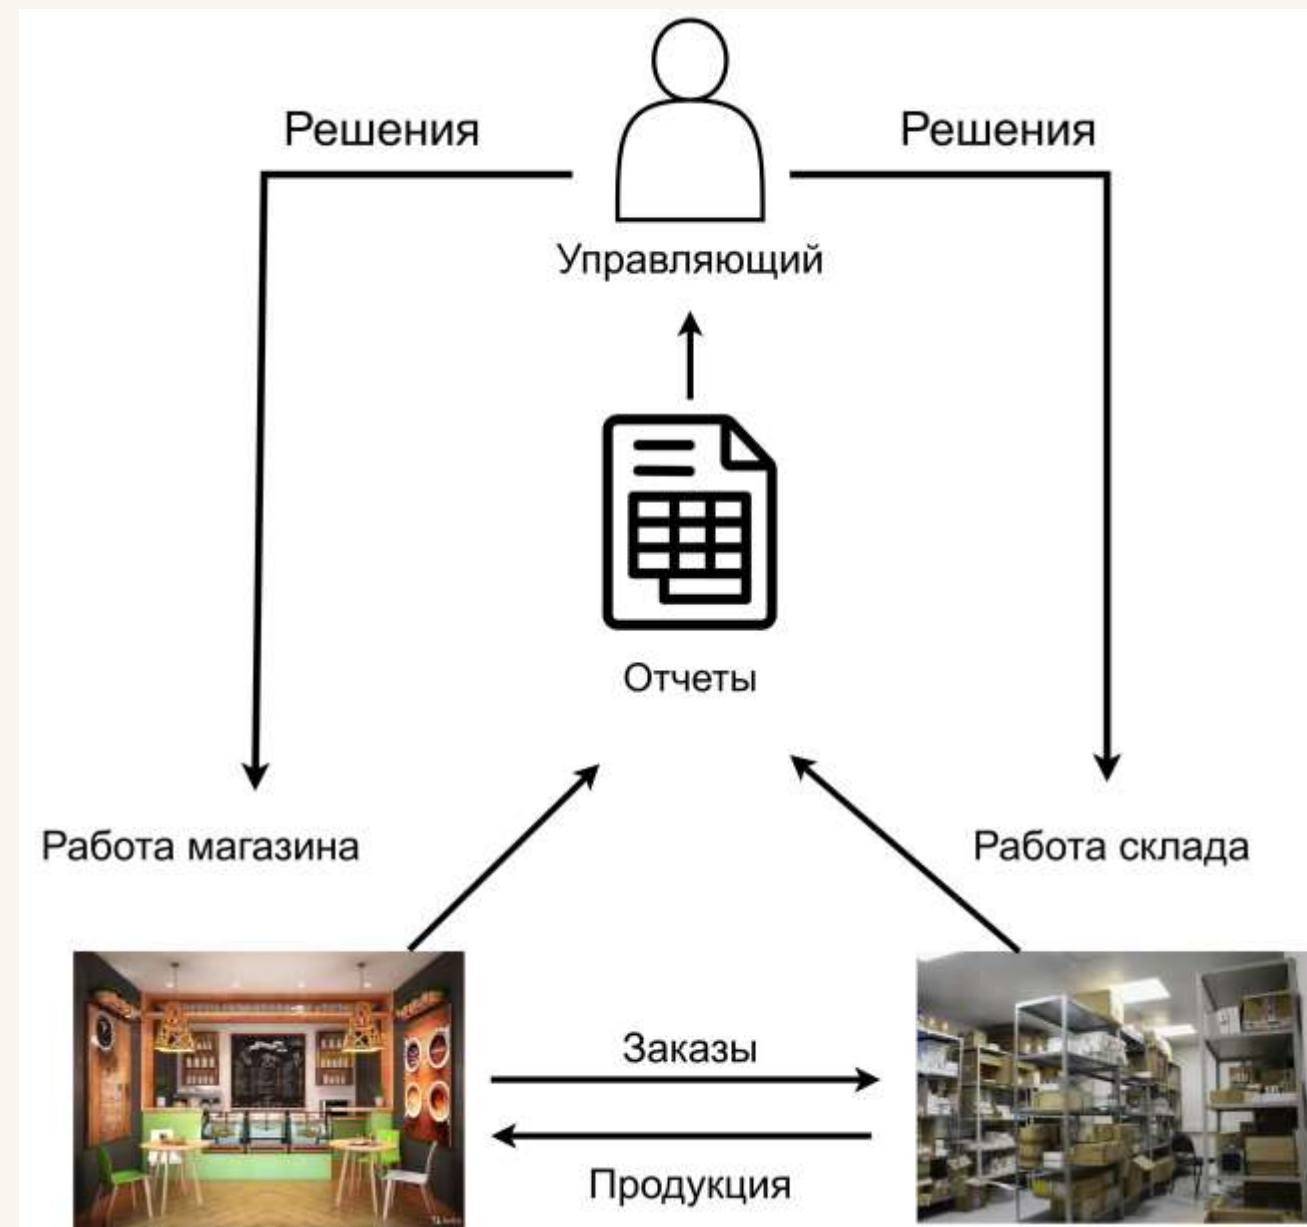 Решения
Решения
Управляющий
Отчеты
Работа магазина
Работа склада
Заказы
Продукция